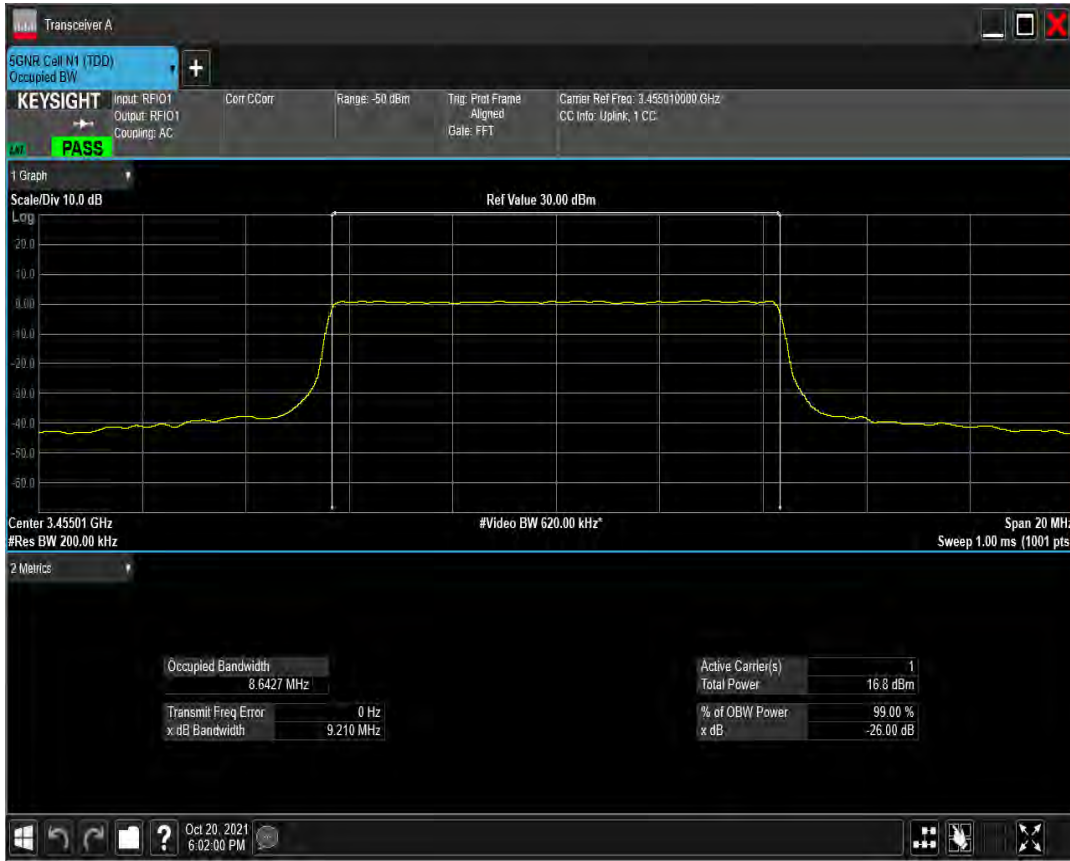 Transceiver A
5GNR Cell N1 (TDD)
Occupied BW
+
KEYSIGHT
Input: RFIO1
Output: RFIO1
Coupling: AC
Corr CCorr
Range: -50 dBm
Trig: Prot Frame
Aligned
Gate: FFT
Carrier Ref Freq: 3.455010000 GHz
CC Info: Uplink, 1 CC
PASS
1 Graph
Scale/Div 10.0 dB
Ref Value 30.00 dBm
Log
20.0
10.0
0.00
-10.0
-20.0
-30.0
-40.0
-50.0
-60.0
Center 3.45501 GHz
#Video BW 620.00 kHz*
Span 20 MHz
#Res BW 200.00 kHz
Sweep 1.00 ms (1001 pts
2 Metrics
Occupied Bandwidth
8.6427 MHz
Transmit Freq Error 0 Hz
x dB Bandwidth 9.210 MHz
Active Carrier(s) 1
Total Power 16.8 dBm
% of OBW Power 99.00 %
x dB -26.00 dB
?
Oct 20, 2021
6:02:00 PM